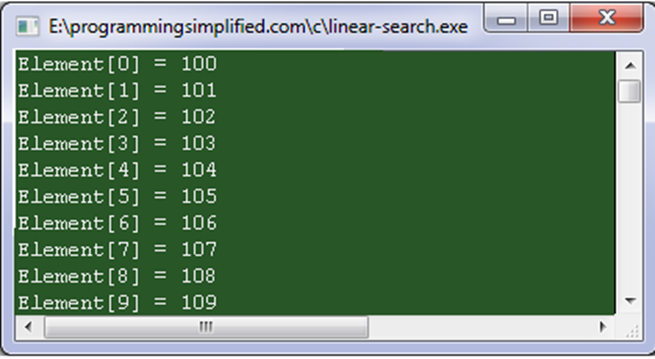 E:\programmingsimplified.com\c\linear-search.exe
Element[0] = 100
Element[1] = 101
Element[2] = 102
Element[3] = 103
Element[4] = 104
Element[5] = 105
Element[6] = 106
Element[7] = 107
Element[8] = 108
Element[9] = 109